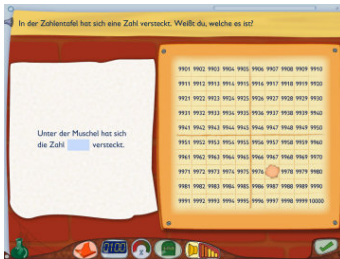 In der Zahlentafel hat sich eine Zahl versteckt. Weißt du, welche es ist?
Unter der Muschel hat sich
die Zahl versteckt.
9901 9902 9903 9904 9905 9906 9907 9908 9909 9910
9911 9912 9913 9914 9915 9916 9917 9918 9919 9920
9921 9922 9923 9924 9925 9926 9927 9928 9929 9930
9931 9932 9933 9934 9935 9936 9937 9938 9939 9940
9941 9942 9943 9944 9945 9946 9947 9948 9949 9950
9951 9952 9953 9954 9955 9956 9957 9958 9959 9960
9961 9962 9963 9964 9965 9966 9967 9968 9969 9970
9971 9972 9973 9974 9975 9976 9978 9979 9980
9981 9982 9983 9984 9985 9986 9987 9988 9989 9990
9991 9992 9993 9994 9995 9996 9997 9998 9999 10000